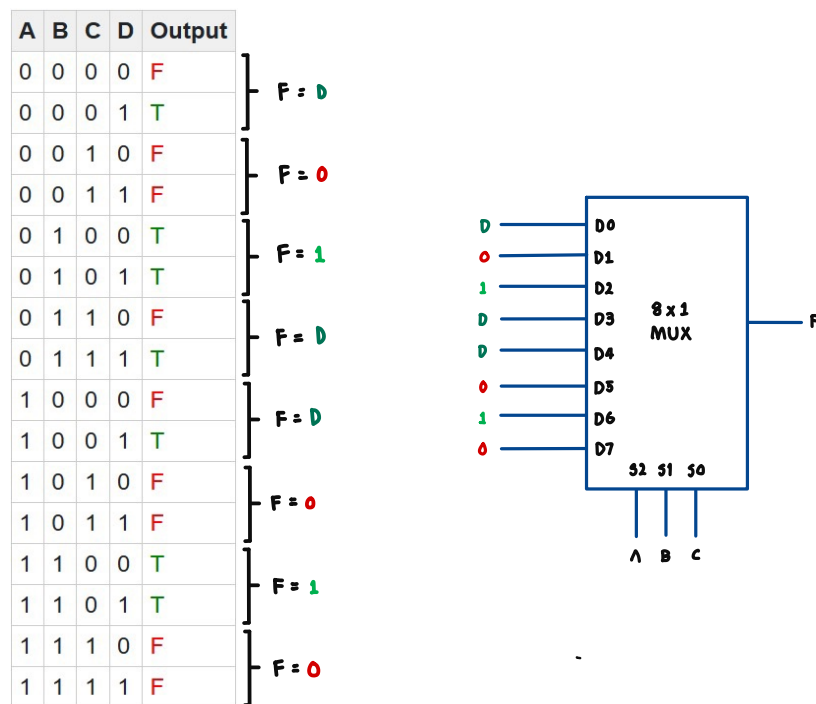 A B C D Output
0 0 0 0 F
0 0 0 1 T
F = D
0 0 1 0 F
0 0 1 1 F
F = 0
0 1 0 0 T
0 1 0 1 T
F = 1
0 1 1 0 F
0 1 1 1 T
F = D
1 0 0 0 F
1 0 0 1 T
F = D
1 0 1 0 F
1 0 1 1 F
F = 0
1 1 0 0 T
1 1 0 1 T
F = 1
1 1 1 0 F
1 1 1 1 F
F = 0
D D0
0 D1
1 D2
D D3
D D4
0 D5
1 D6
0 D7
8x1
MUX
F
S2 S1 S0
A B C